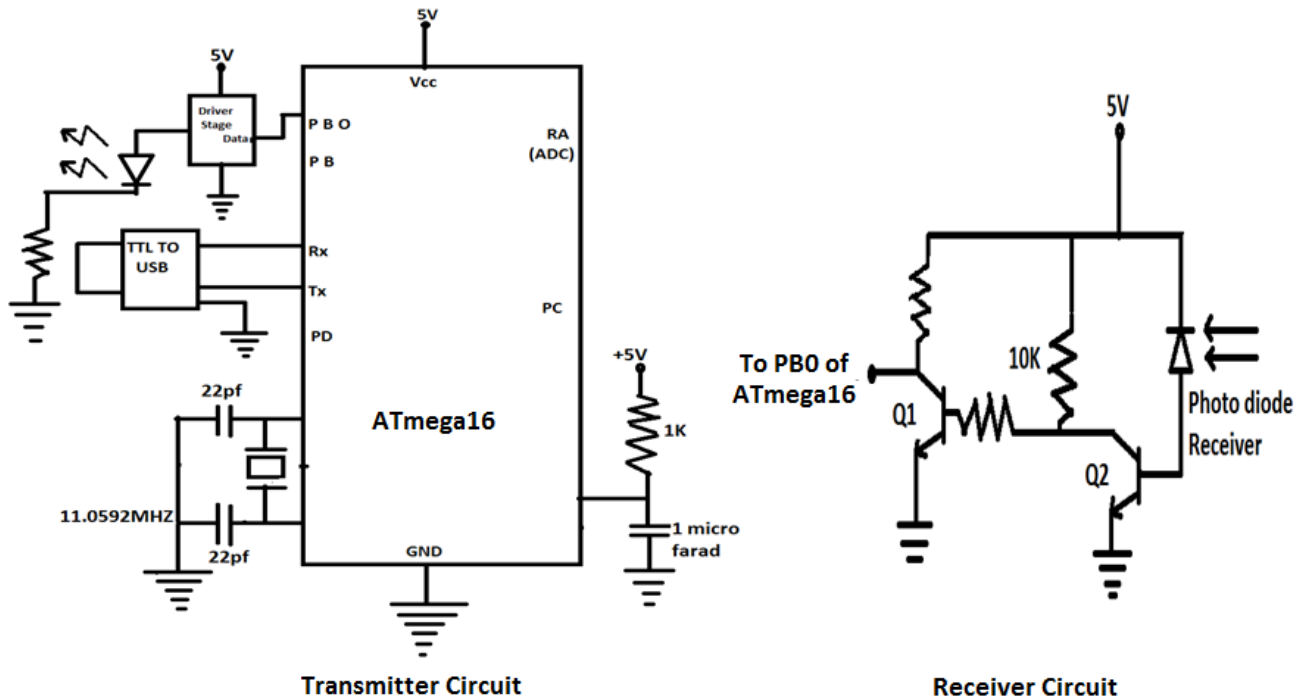 5V
5V
Vcc
Driver
Stage
Data
P B O
P B
RA
(ADC)
TTL TO
USB
Rx
Tx
PD
PC
22pf
ATmega16
+5V
1K
11.0592MHZ
22pf
GND
1 micro
farad
Transmitter Circuit
5V
To PB0 of
ATmega16
10K
Q1
Photo diode
Receiver
Q2
Receiver Circuit